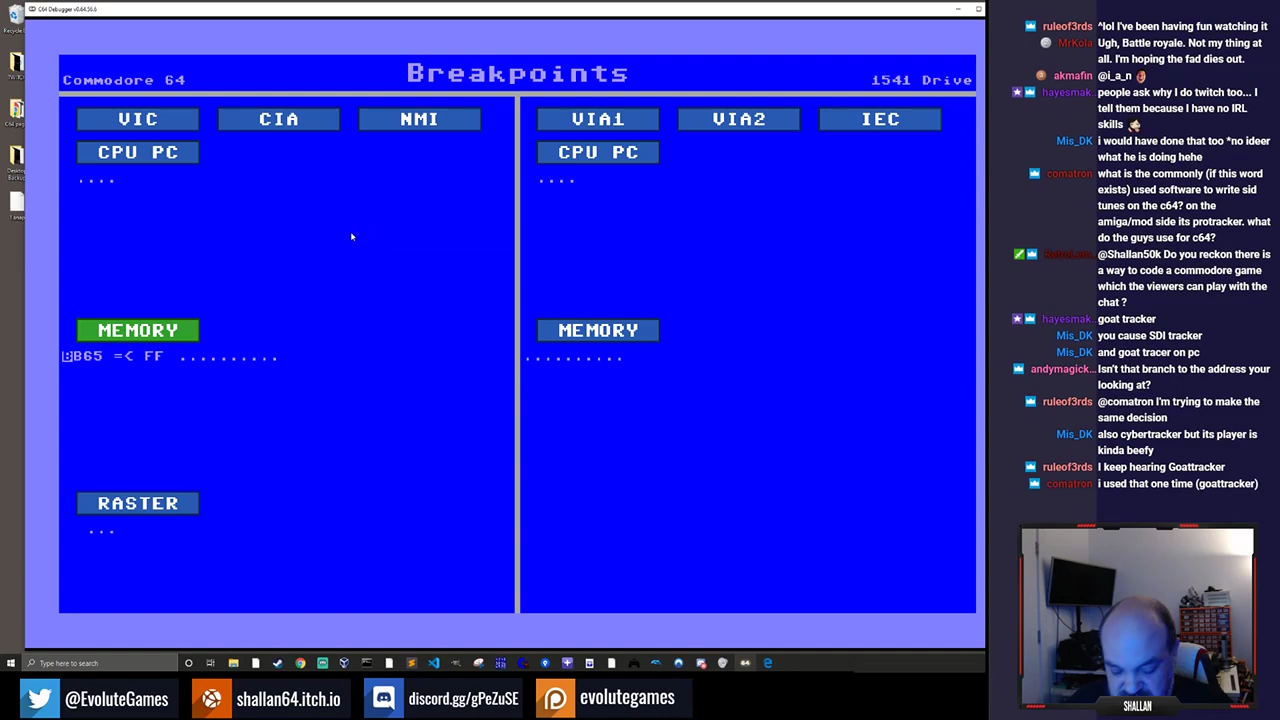 C64 Debugger v0.64.56.6
Breakpoints
Commodore 64
1541 Drive
VIC CIA NMI VIA1 VIA2 IEC
CPU PC CPU PC
.... ....
MEMORY MEMORY
BB65 =< FF .......... ..........
RASTER
...
ruleof3rds ^lol I've been having fun watching it
MrKola Ugh, Battle royale. Not my thing at
all. I'm hoping the fad dies out.
akmafin @i_a_n
hayesmak… people ask why I do twitch too... I
tell them because I have no IRL
skills
Mis_DK i would have done that too *no ideer
what he is doing hehe
comatron what is the commonly (if this word
exists) used software to write sid
tunes on the c64? on the
amiga/mod side its protracker. what
do the guys use for c64?
@Shallan50k Do you reckon there is
a way to code a commodore game
which the viewers can play with the
chat ?
hayesmak… goat tracker
Mis_DK you cause SDI tracker
Mis_DK and goat tracer on pc
andymagick… Isn't that branch to the address your
looking at?
ruleof3rds @comatron I'm trying to make the
same decision
Mis_DK also cybertracker but its player is
kinda beefy
ruleof3rds I keep hearing Goattracker
comatron i used that one time (goattracker)
Type here to search
@EvoluteGames shallan64.itch.io discord.gg/gPeZuSE evolutegames
SHALLAN